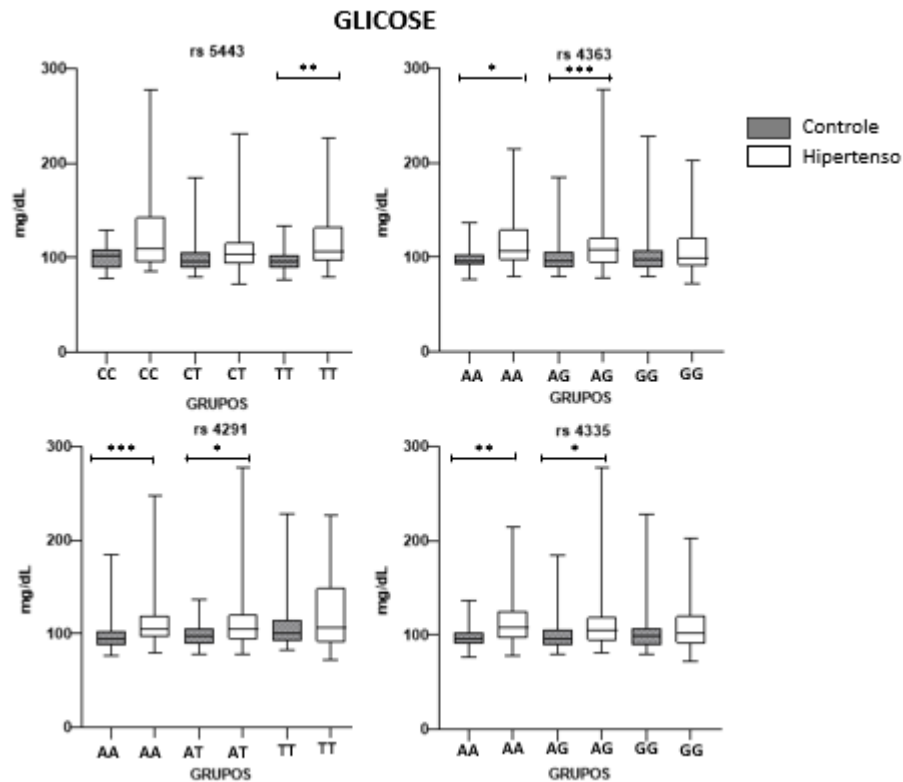 GLICOSE
rs 5443
**
300
200
100
0
mg/dL
CC CC CT CT TT TT
GRUPOS
rs 4363
* ***
300
200
100
0
mg/dL
AA AA AG AG GG GG
GRUPOS
Controle
Hipertenso
rs 4291
*** *
300
200
100
0
mg/dL
AA AA AT AT TT TT
GRUPOS
rs 4335
** *
300
200
100
0
mg/dL
AA AA AG AG GG GG
GRUPOS